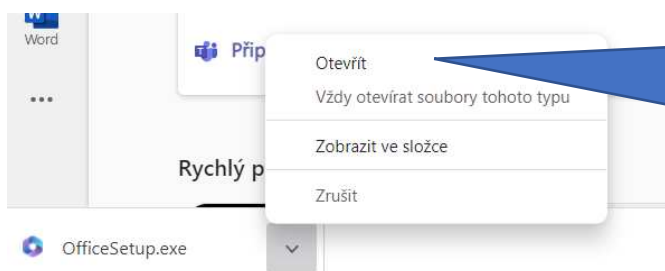 Word
Přip
Otevřít
Vždy otevírat soubory tohoto typu
Zobrazit ve složce
Rychlý p
Zrušit
OfficeSetup.exe